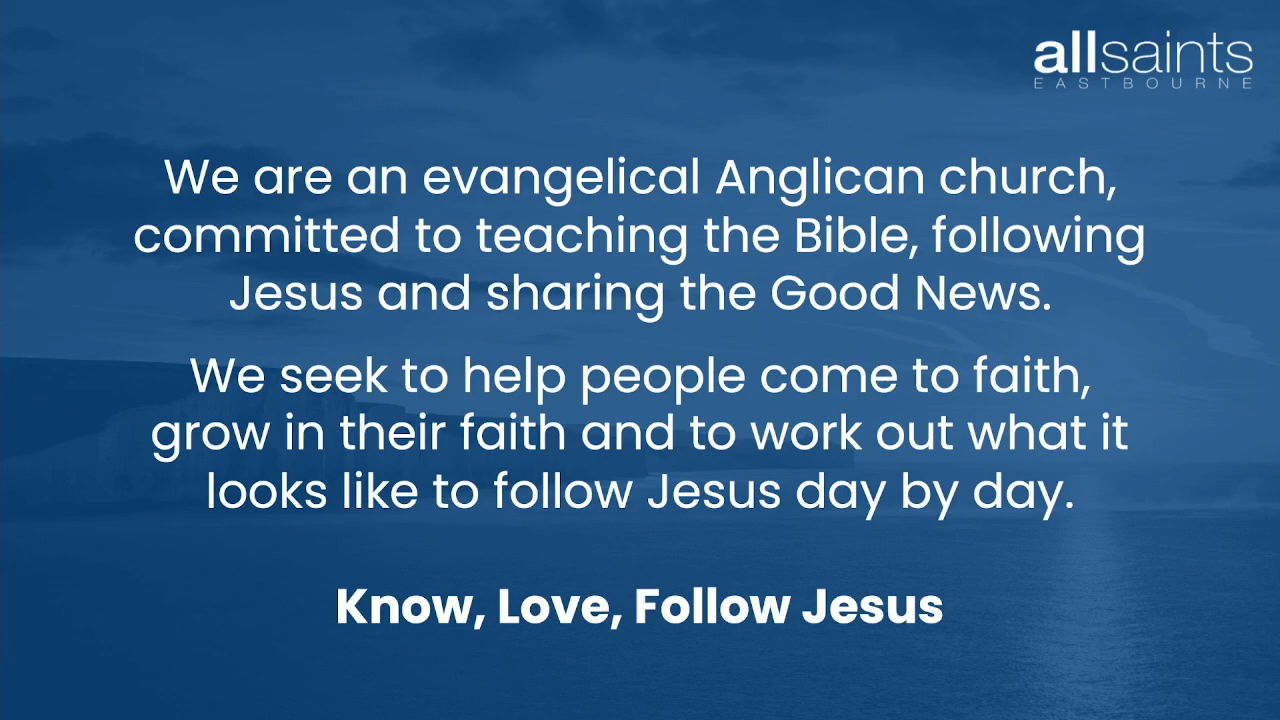 allsaints
EASTBOURNE
We are an evangelical Anglican church,
committed to teaching the Bible, following
Jesus and sharing the Good News.
We seek to help people come to faith,
grow in their faith and to work out what it
looks like to follow Jesus day by day.
Know, Love, Follow Jesus